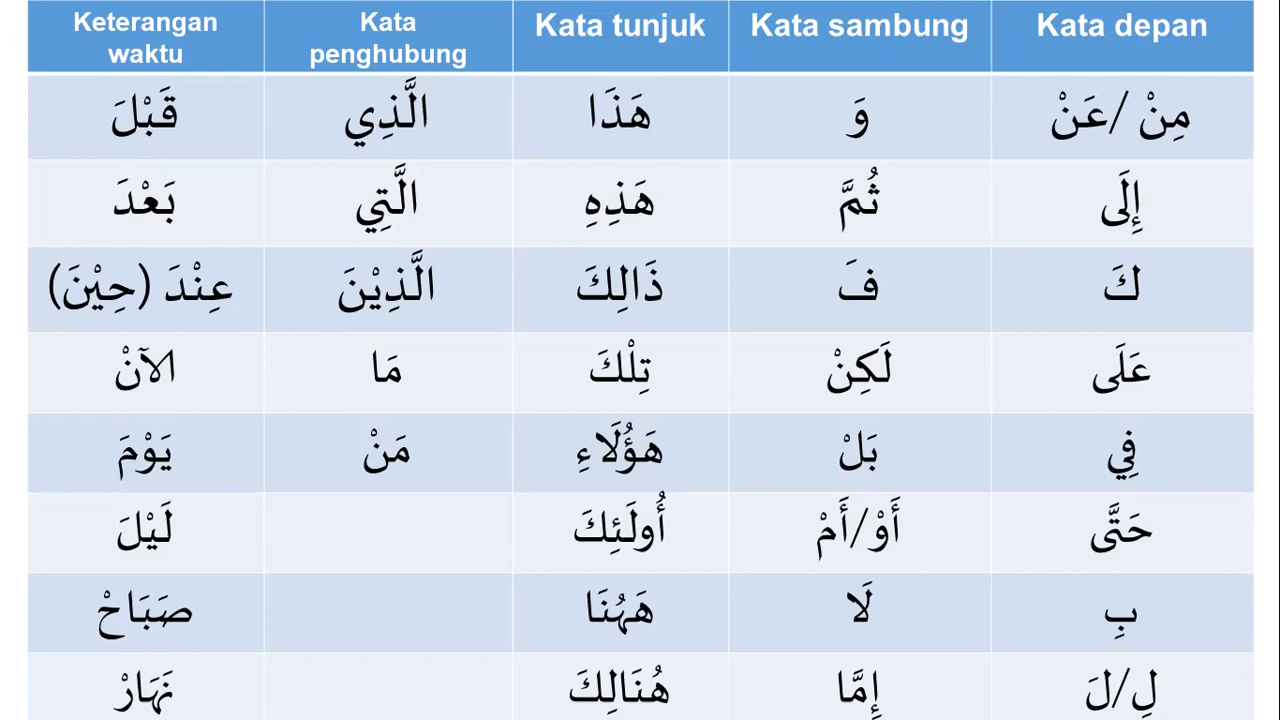 Keterangan waktu Kata penghubung Kata tunjuk Kata sambung Kata depan
قَبْلَ الَّذِي هَذَا وَ مِنْ /عَنْ
بَعْدَ الَّتِي هَذِهِ ثُمَّ إِلَى
عِنْدَ (حِيْنَ) الَّذِيْنَ ذَالِكَ فَ كَ
الآنْ مَا تِلْكَ لَكِنْ عَلَى
يَوْمَ مَنْ هَؤُلَاءِ بَلْ فِي
لَيْلَ أُولَئِكَ أَوْ/أَمْ حَتَّى
صَبَاحْ هَهُنَا لَا بِ
نَهَارْ هُنَالِكَ إِمَّا لِ/لَ